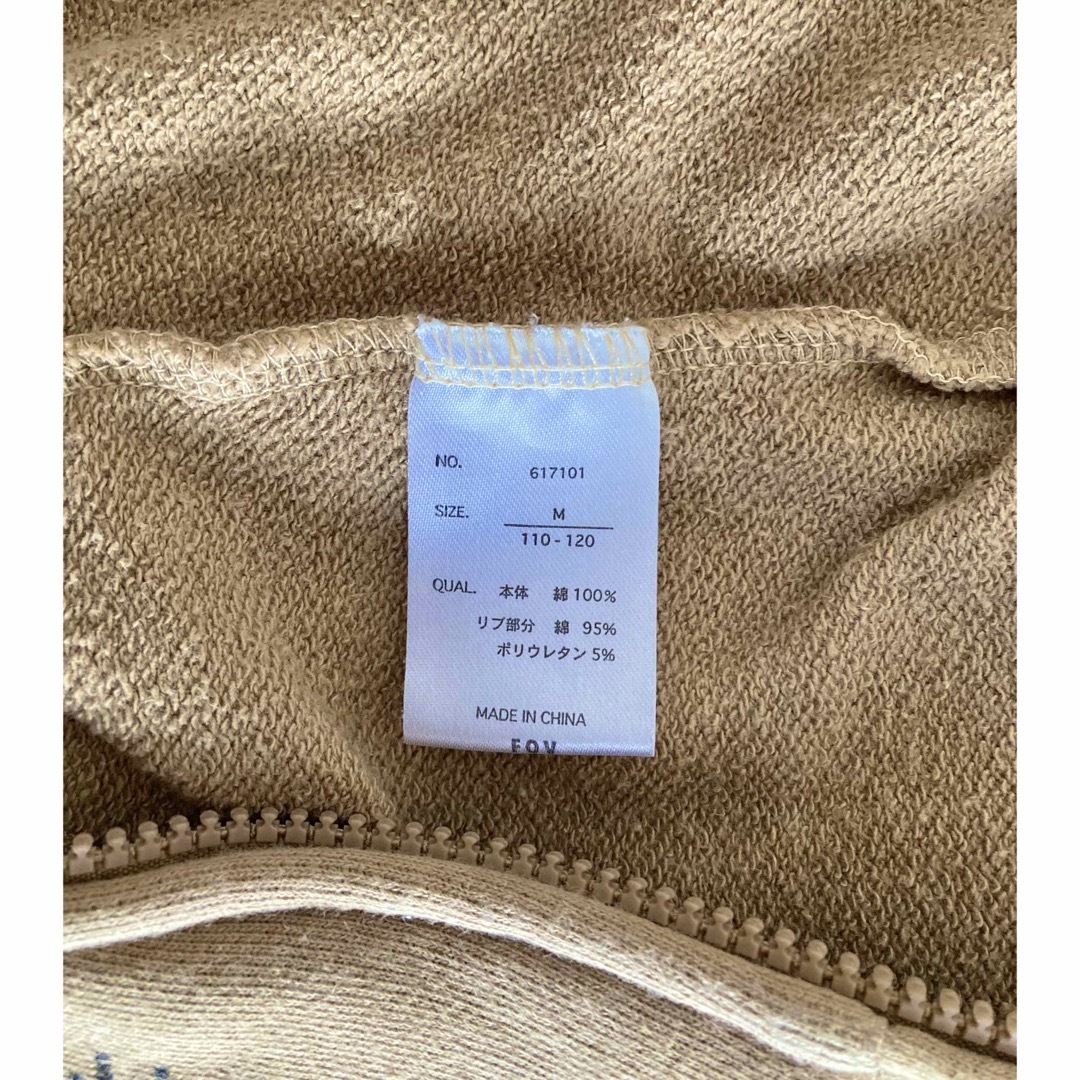 NO. 617101
SIZE. M
110 - 120
QUAL. 本体 綿 100%
リブ部分 綿 95%
ポリウレタン 5%
MADE IN CHINA